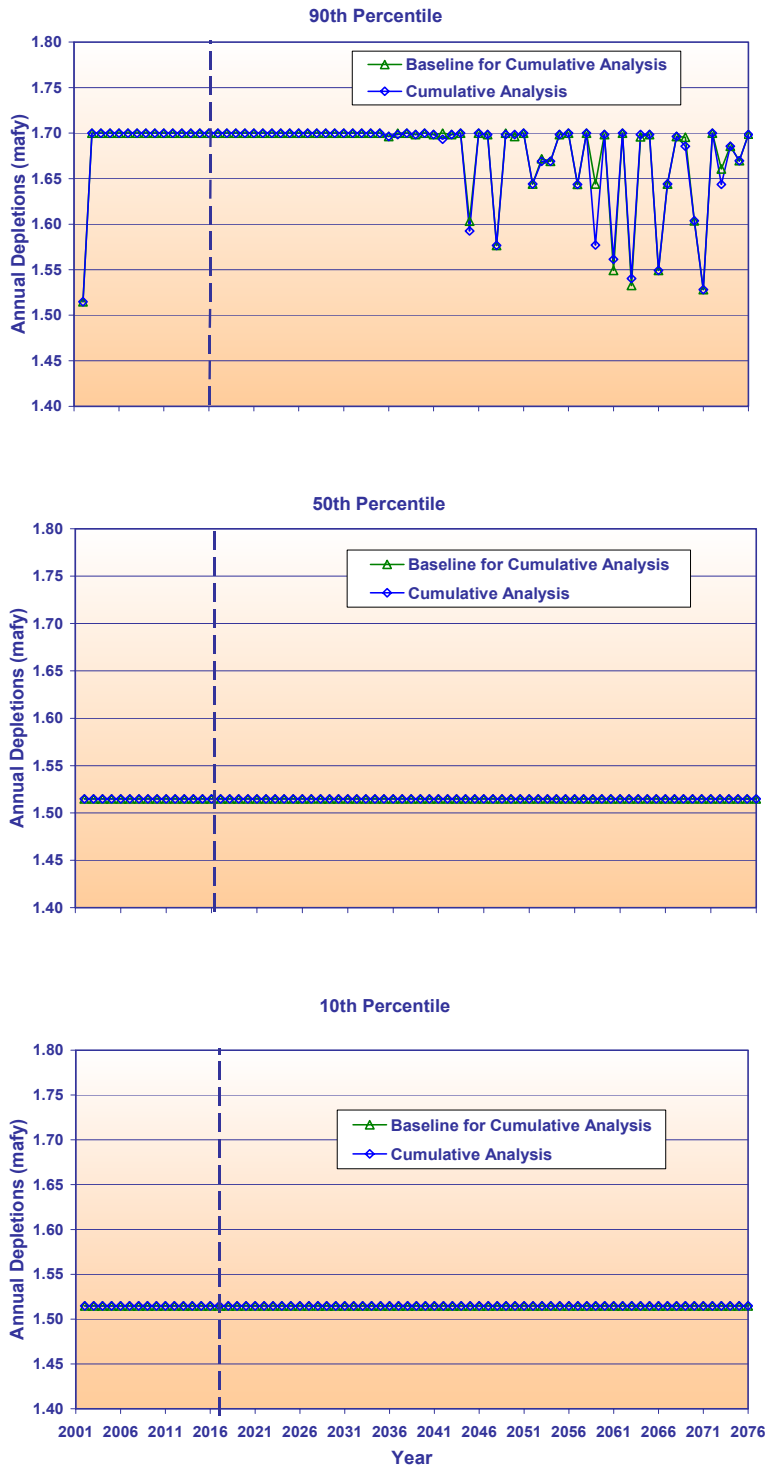 90th Percentile
1.80
1.75
1.70
1.65
1.60
1.55
1.50
1.45
1.40
Annual Depletions (mafy)
Baseline for Cumulative Analysis
Cumulative Analysis
50th Percentile
1.80
1.75
1.70
1.65
1.60
1.55
1.50
1.45
1.40
Annual Depletions (mafy)
Baseline for Cumulative Analysis
Cumulative Analysis
10th Percentile
1.80
1.75
1.70
1.65
1.60
1.55
1.50
1.45
1.40
Annual Depletions (mafy)
Baseline for Cumulative Analysis
Cumulative Analysis
2001 2006 2011 2016 2021 2026 2031 2036 2041 2046 2051 2056 2061 2066 2071 2076
Year